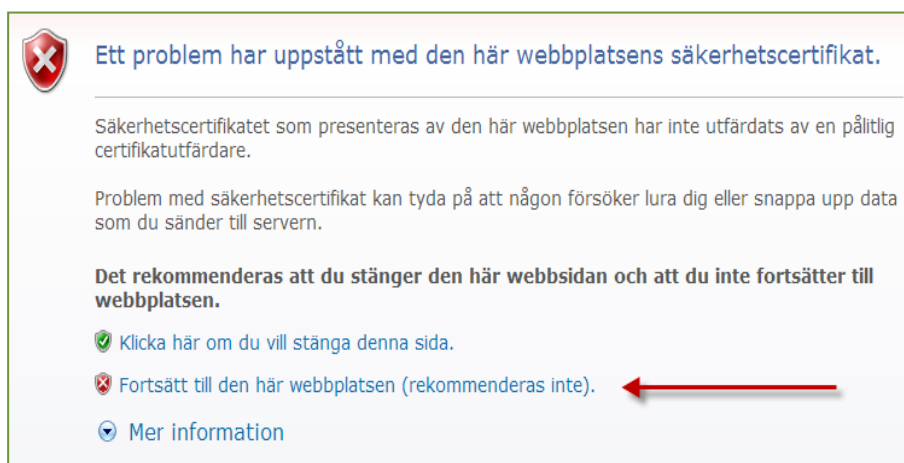 Ett problem har uppstått med den här webbplatsens säkerhetscertifikat.
Säkerhetscertifikatet som presenteras av den här webbplatsen har inte utfärdats av en pålitlig
certifikatutfärdare.
Problem med säkerhetscertifikat kan tyda på att någon försöker lura dig eller snappa upp data
som du sänder till servern.
Det rekommenderas att du stänger den här webbsidan och att du inte fortsätter till
webbplatsen.
Klicka här om du vill stänga denna sida.
Fortsätt till den här webbplatsen (rekommenderas inte).
Mer information